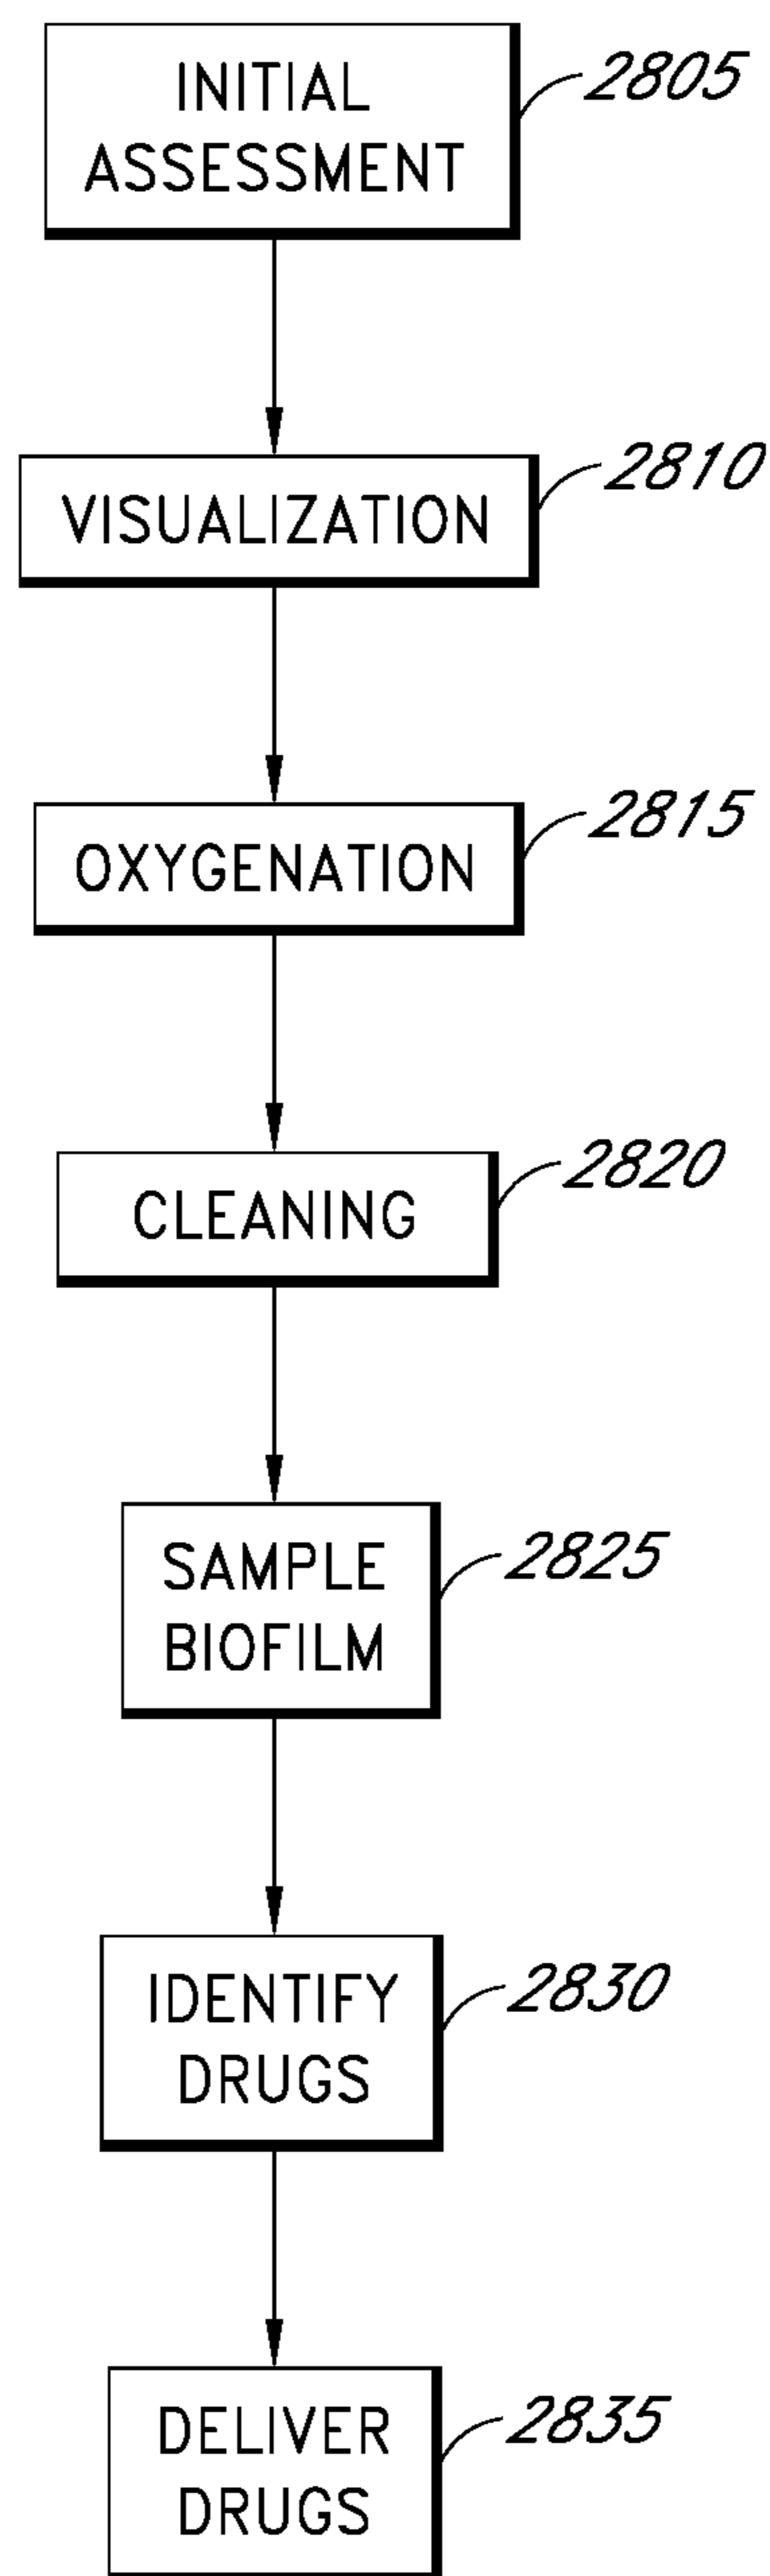 INITIAL
ASSESSMENT
2805
VISUALIZATION
2810
OXYGENATION
2815
CLEANING
2820
SAMPLE
BIOFILM
2825
IDENTIFY
DRUGS
2830
DELIVER
DRUGS
2835